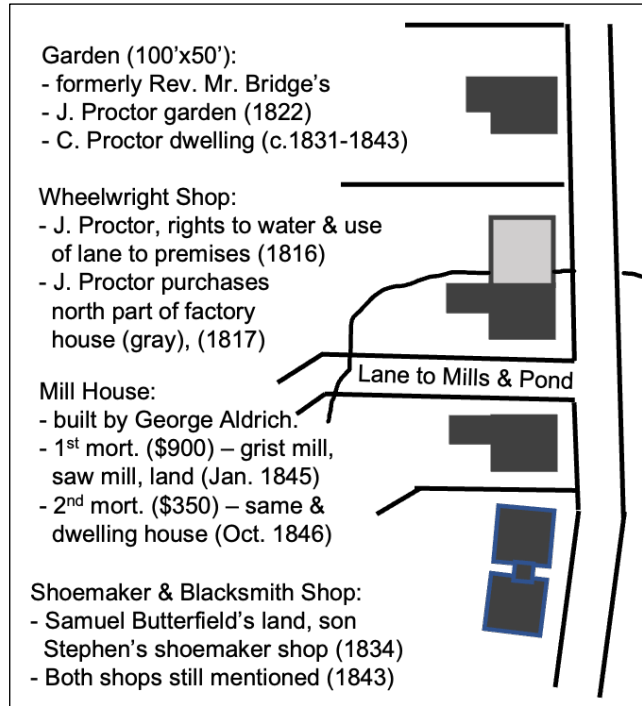 Garden (100’x50’):
- formerly Rev. Mr. Bridge’s
- J. Proctor garden (1822)
- C. Proctor dwelling (c.1831-1843)
Wheelwright Shop:
- J. Proctor, rights to water & use
of lane to premises (1816)
- J. Proctor purchases
north part of factory
house (gray), (1817)
Lane to Mills & Pond
Mill House:
- built by George Aldrich.
- 1st mort. ($900) – grist mill,
saw mill, land (Jan. 1845)
- 2nd mort. ($350) – same &
dwelling house (Oct. 1846)
Shoemaker & Blacksmith Shop:
- Samuel Butterfield’s land, son
Stephen’s shoemaker shop (1834)
- Both shops still mentioned (1843)